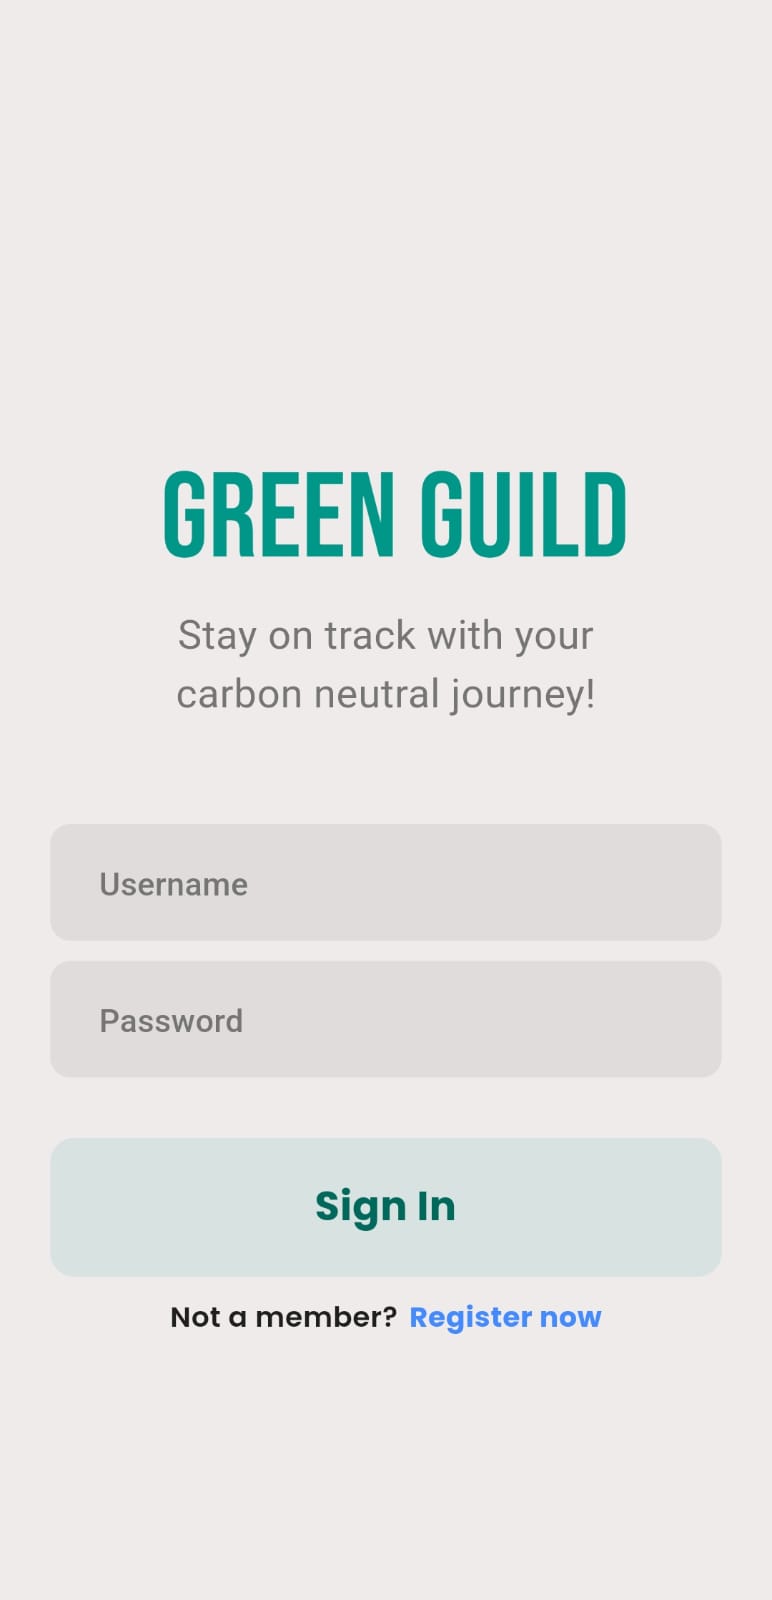 GREEN GUILD
Stay on track with your
carbon neutral journey!
Username
Password
Sign In
Not a member? Register now